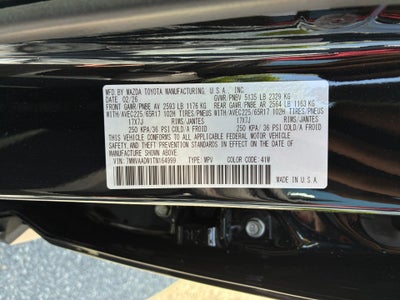 MFD. BY MAZDA TOYOTA MANUFACTURING, U.S.A., INC.
DATE: 02/26 GVWR/PNBV 5135 LB 2329 KG
FRONT GAWR/PNBE AV 2593 LB 1176 KG REAR GAWR/PNBE AR 2564 LB 1163 KG
WITH/AVEC225/65R17 102H TIRES/PNEUS WITH/AVEC225/65R17 102H TIRES/PNEUS
17X7J RIMS/JANTES 17X7J RIMS/JANTES
250 KPA/36 PSI COLD/A FROID 250 KPA/36 PSI COLD/A FROID
THIS VEHICLE CONFORMS TO ALL APPLICABLE FEDERAL MOTOR VEHICLE
SAFETY AND THEFT PREVENTION STANDARDS IN EFFECT ON THE DATE OF
MANUFACTURE SHOWN ABOVE.
VIN: 7MMVAADW1TN164999 TYPE: MPV COLOR CODE: 41W
MADE IN U.S.A.